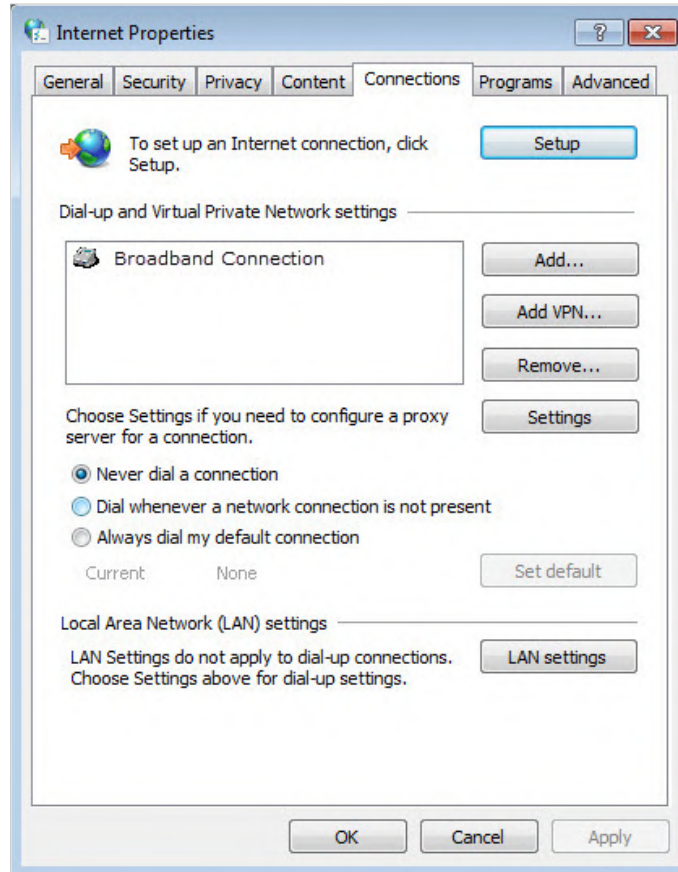 Internet Properties
General Security Privacy Content Connections Programs Advanced
To set up an Internet connection, click
Setup.
Setup
Dial-up and Virtual Private Network settings
Broadband Connection
Add...
Add VPN...
Remove...
Choose Settings if you need to configure a proxy
server for a connection.
Settings
Never dial a connection
Dial whenever a network connection is not present
Always dial my default connection
Current None
Set default
Local Area Network (LAN) settings
LAN Settings do not apply to dial-up connections.
Choose Settings above for dial-up settings.
LAN settings
OK Cancel Apply